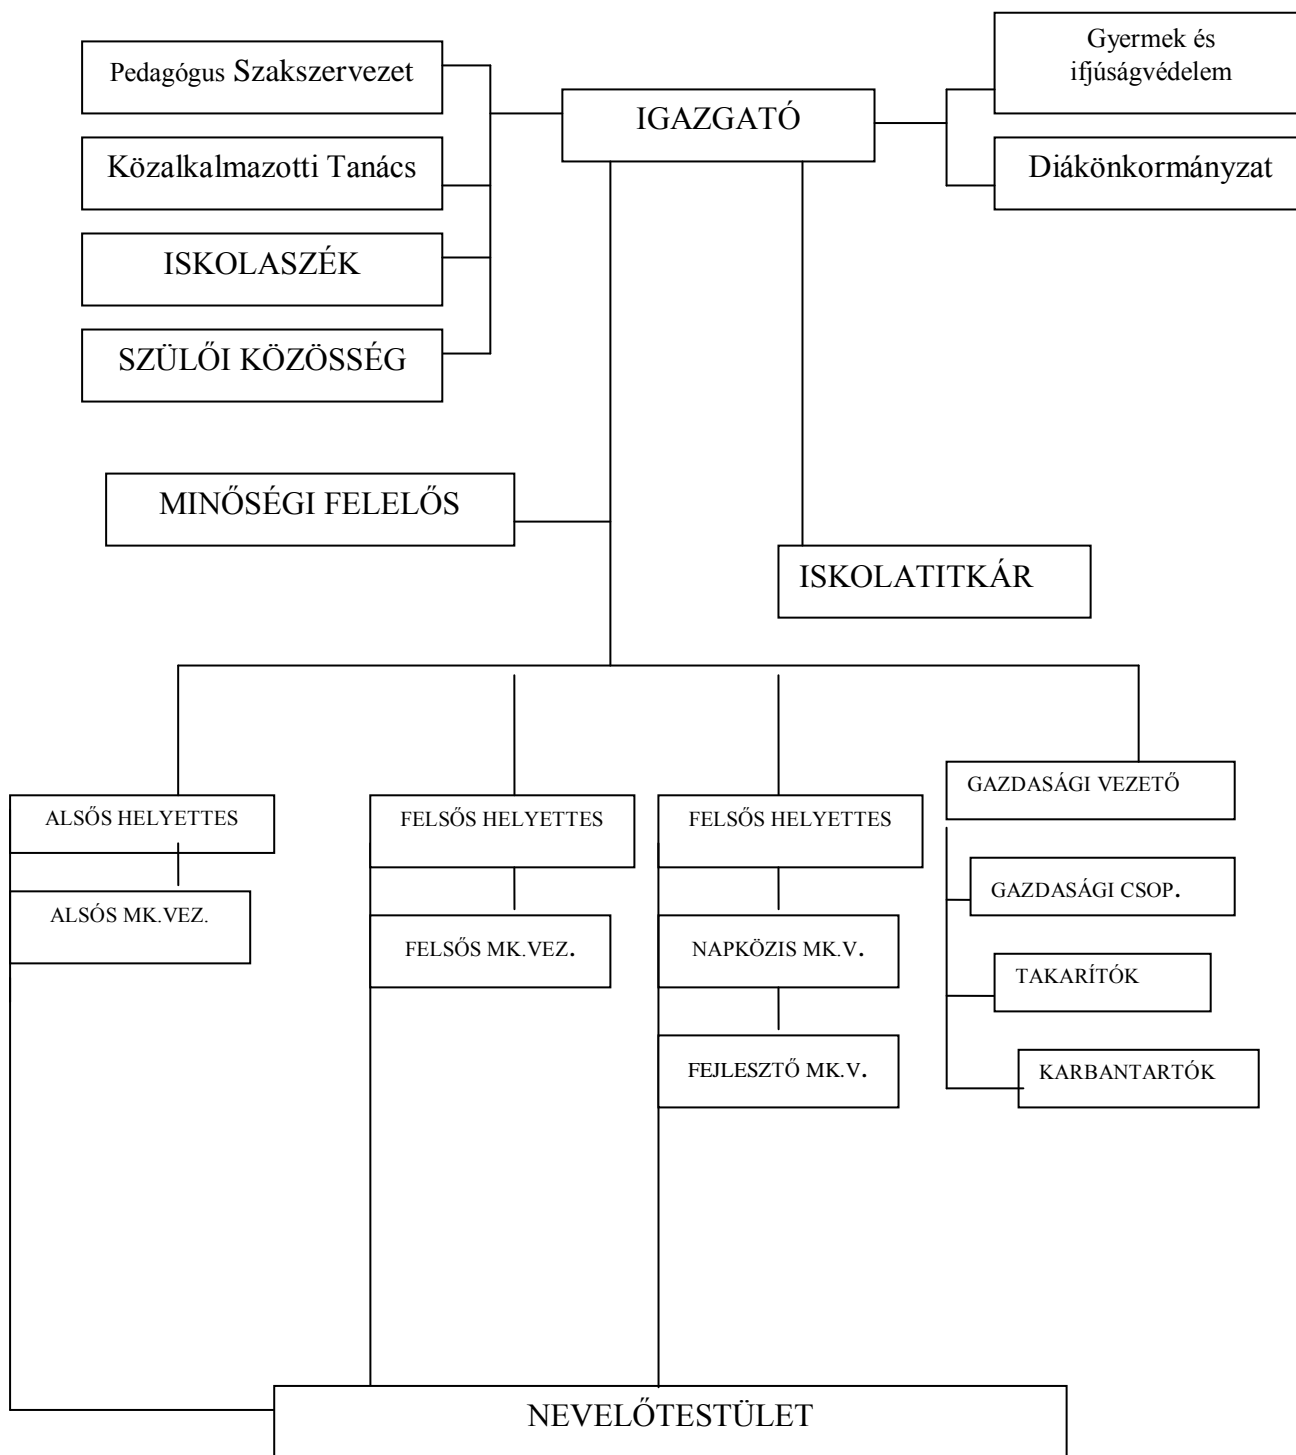 Pedagógus Szakszervezet
Gyermek és
ifjúságvédelem
IGAZGATÓ
Közalkalmazotti Tanács
Diákönkormányzat
ISKOLASZÉK
SZÜLŐI KÖZÖSSÉG
MINŐSÉGI FELELŐS
ISKOLATITKÁR
ALSÓS HELYETTES
FELSŐS HELYETTES
FELSŐS HELYETTES
GAZDASÁGI VEZETŐ
ALSÓS MK.VEZ.
FELSŐS MK.VEZ.
NAPKÖZIS MK.V.
FEJLESZTŐ MK.V.
GAZDASÁGI CSOP.
TAKARÍTÓK
KARBANTARTÓK
NEVELŐTESTÜLET